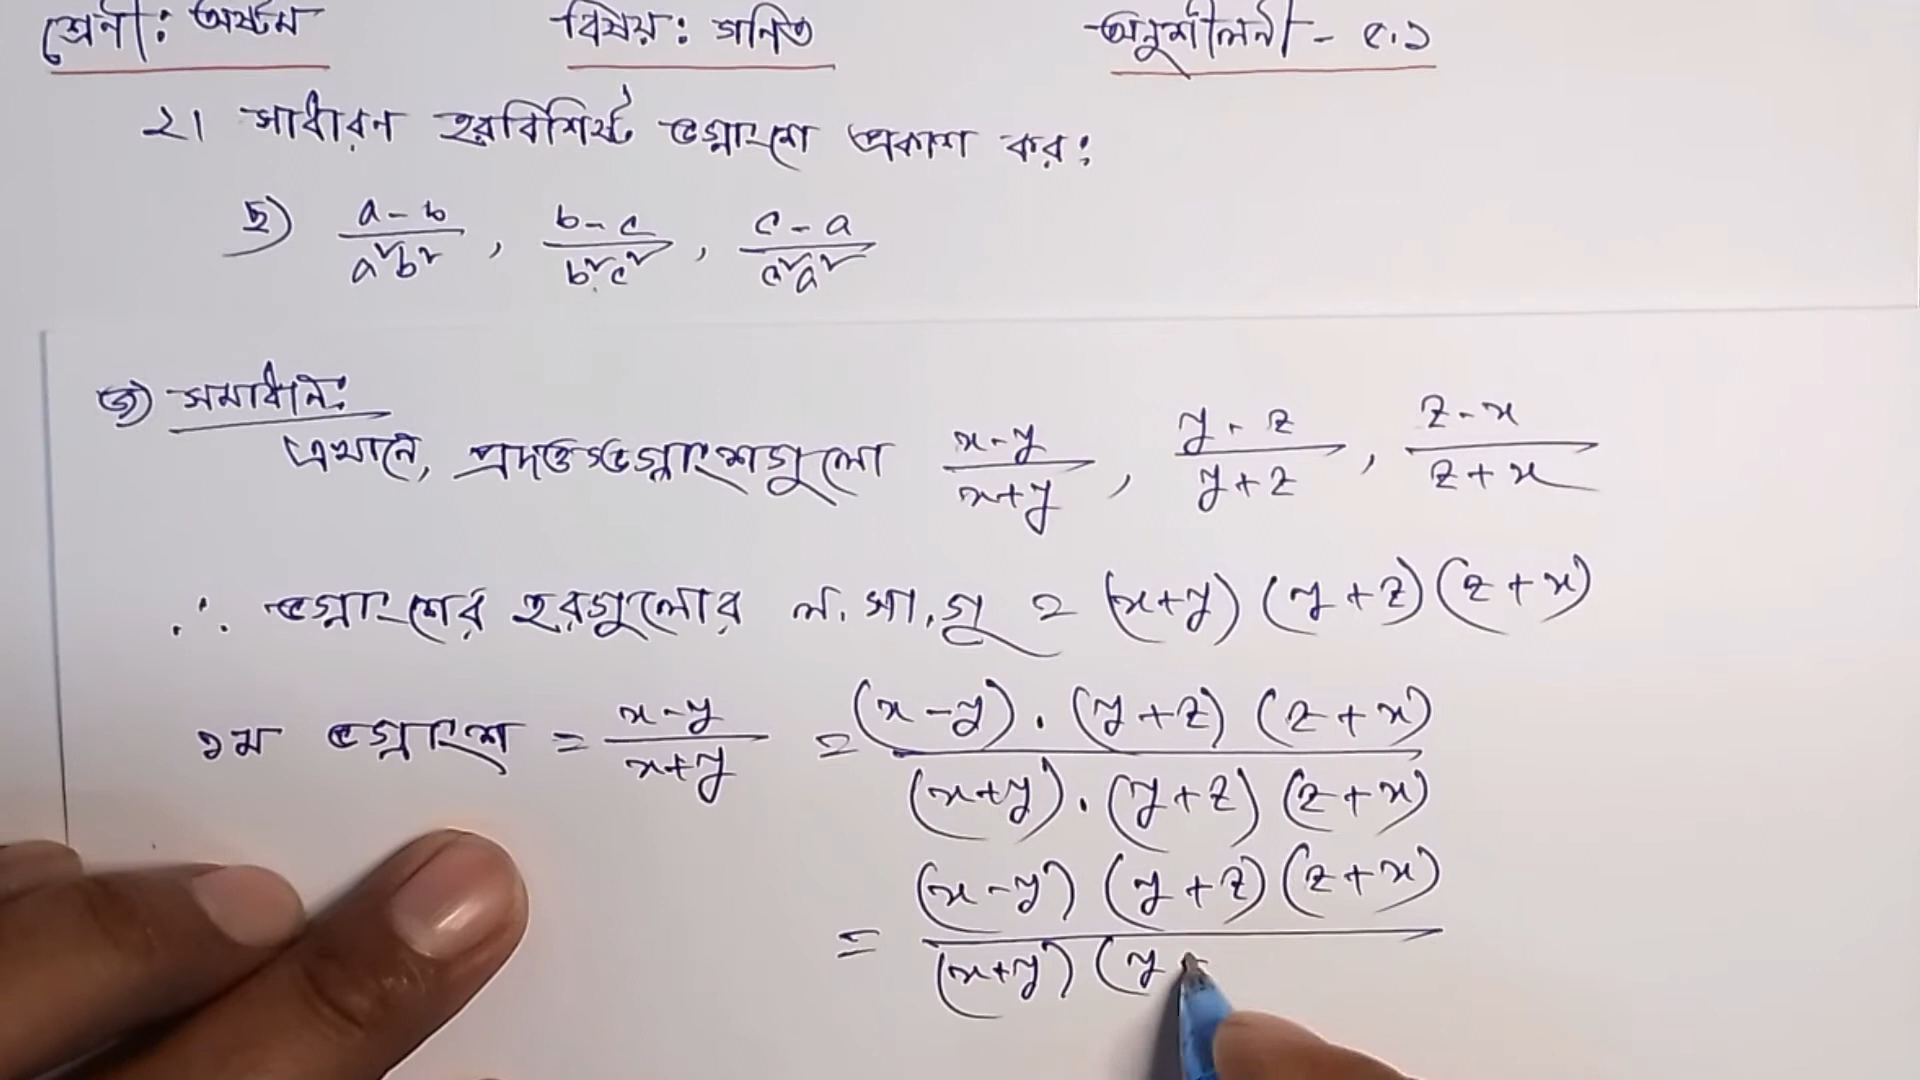 শ্রেণী: অষ্টম বিষয়: গনিত অনুশীলনী - ৫.১
২। সাধারন হরবিশিষ্ট ভগ্নাংশে প্রকাশ কর:
ছ) (a-b)/(a²b²), (b-c)/(b²c²), (c-a)/(c²a²)
জ) সমাধান:
এখানে, প্রদত্ত ভগ্নাংশগুলো (x-y)/(x+y), (y-z)/(y+z), (z-x)/(z+x)
∴ ভগ্নাংশের হরগুলোর ল.সা.গু = (x+y)(y+z)(z+x)
১ম ভগ্নাংশ = (x-y)/(x+y) = ((x-y).(y+z)(z+x))/((x+y).(y+z)(z+x))
= ((x-y)(y+z)(z+x))/((x+y)(y+